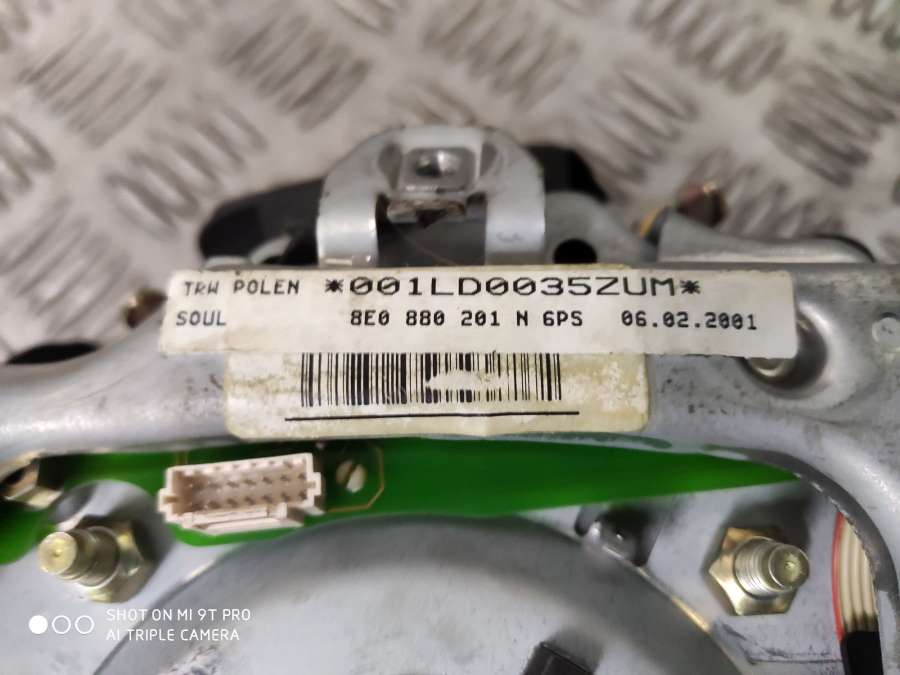 TRW POLEN *001LD0035ZUM*
SOUL 8E0 880 201 N 6PS 06.02.2001
SHOT ON MI 9T PRO
AI TRIPLE CAMERA